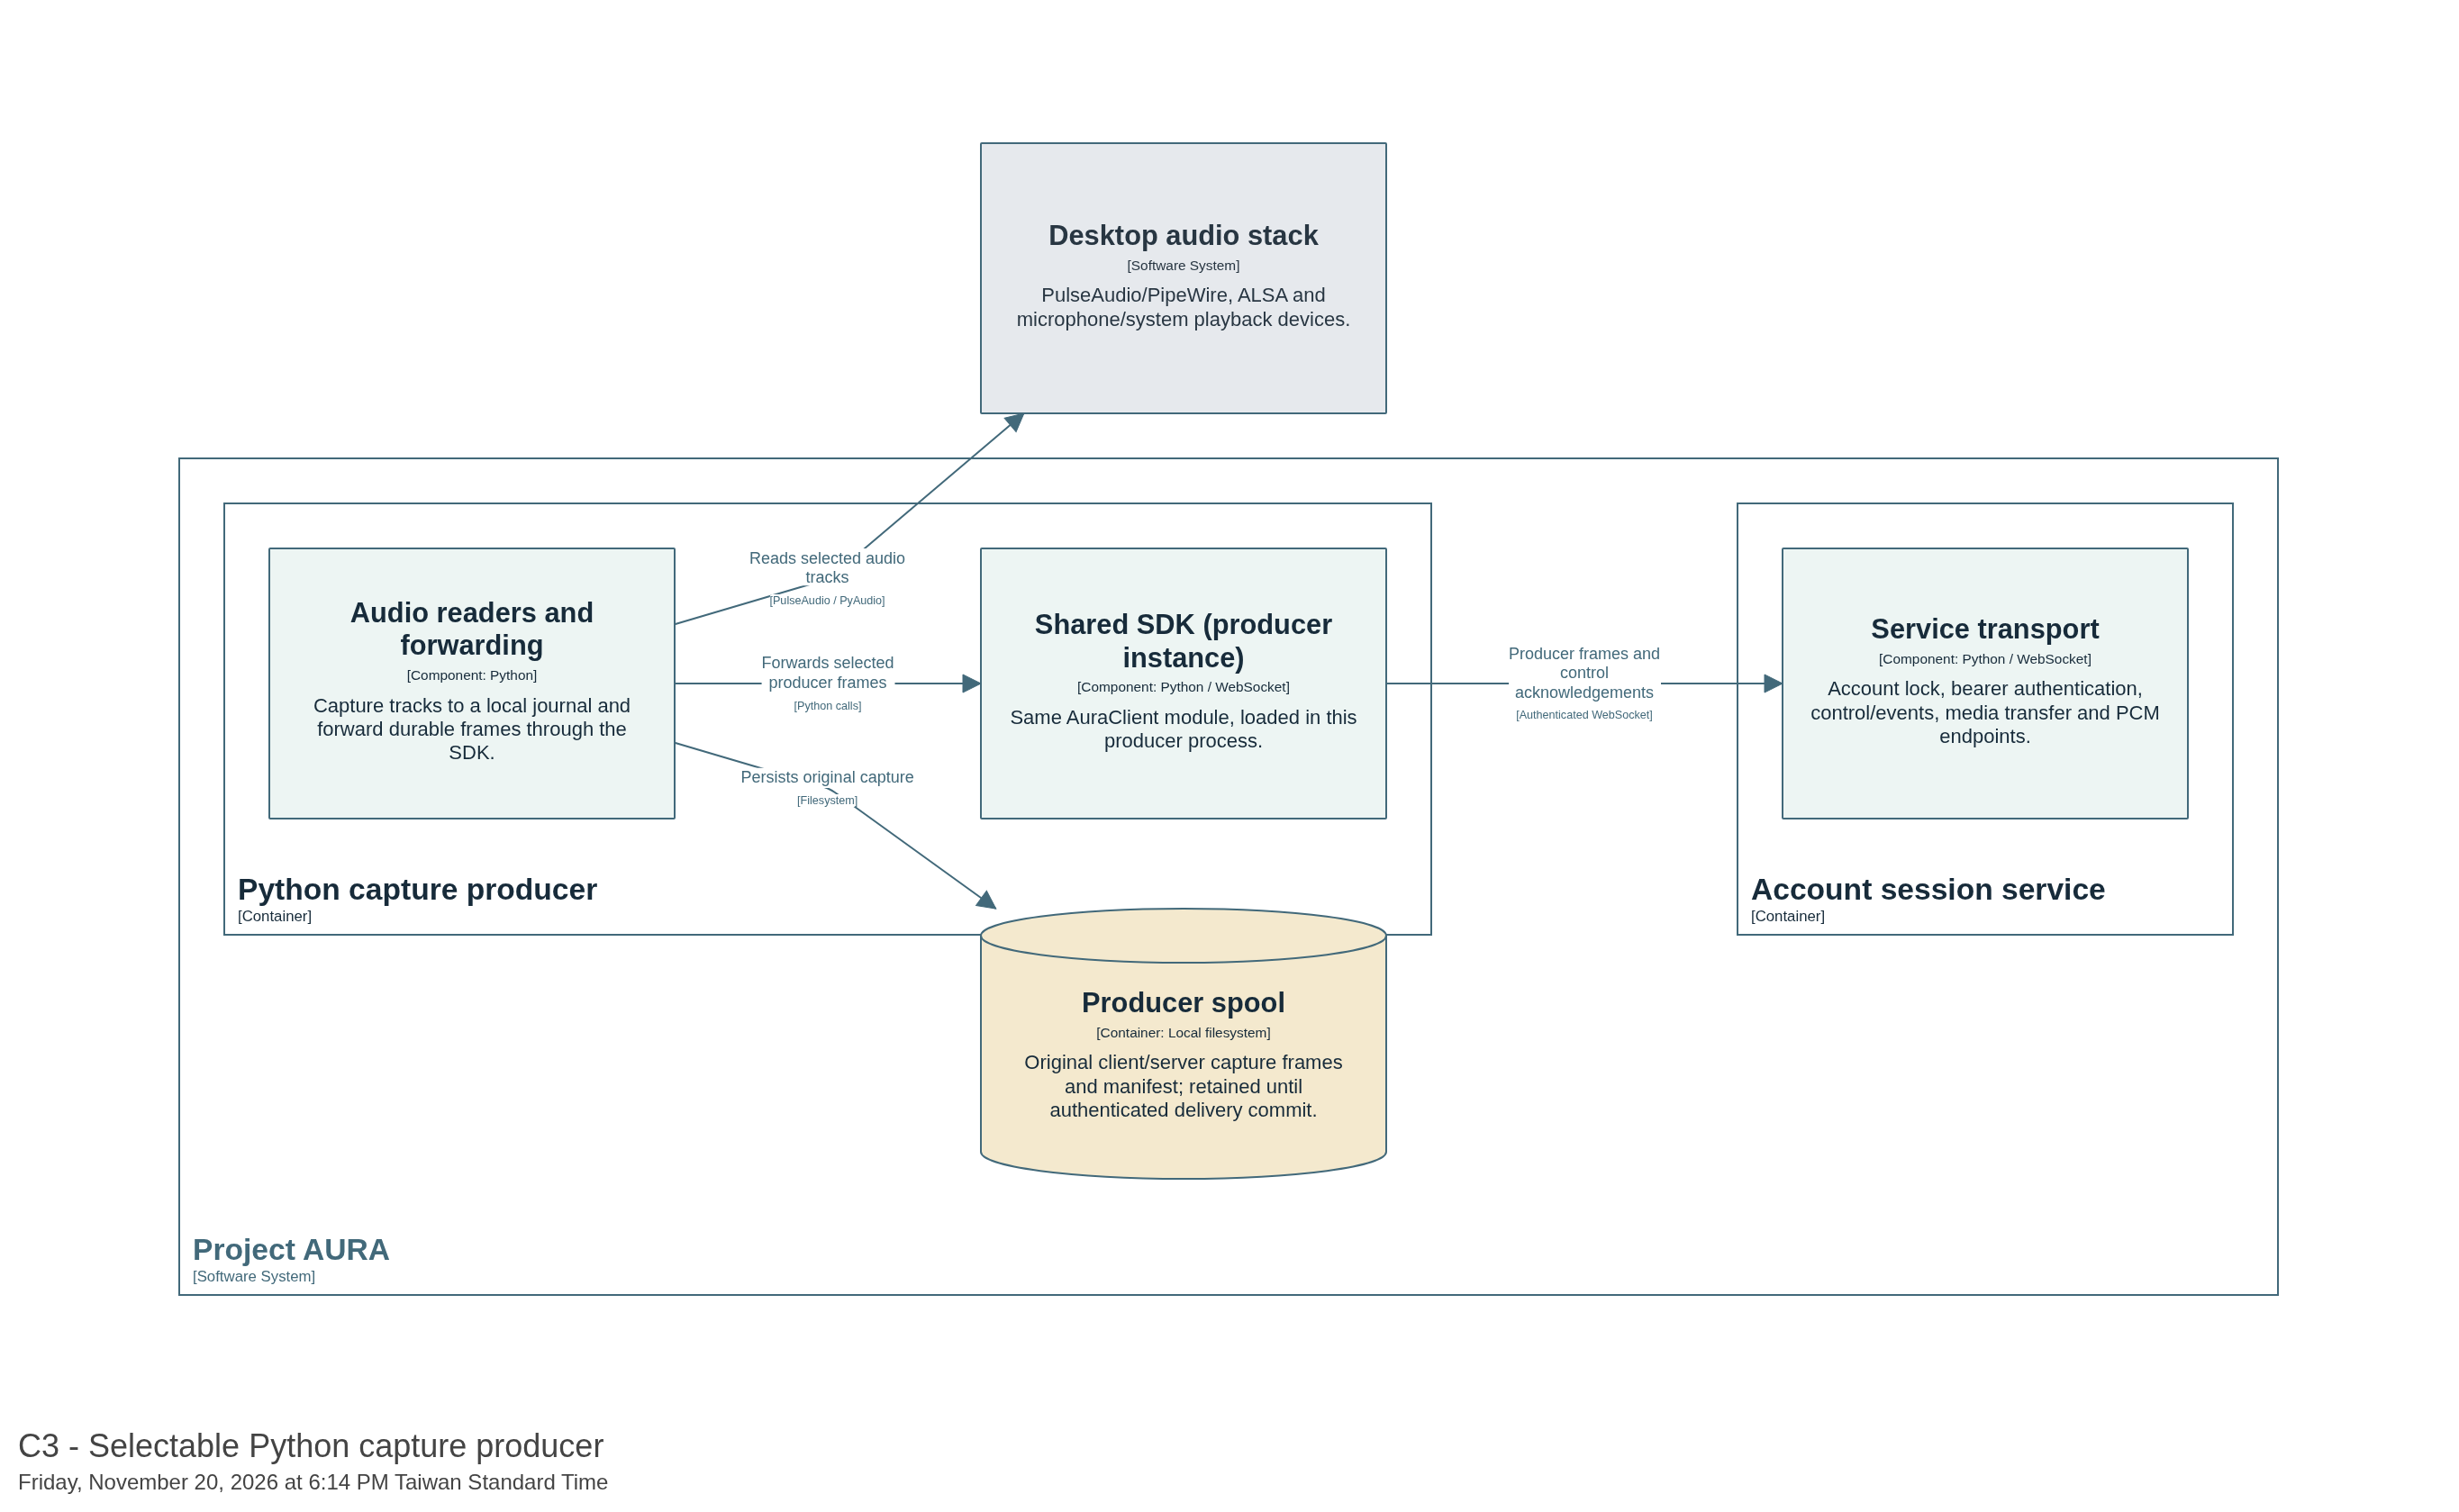 Desktop audio stack
[Software System]
PulseAudio/PipeWire, ALSA and
microphone/system playback devices.
Reads selected audio
tracks
[PulseAudio / PyAudio]
Audio readers and
forwarding
[Component: Python]
Capture tracks to a local journal and
forward durable frames through the
SDK.
Forwards selected
producer frames
[Python calls]
Persists original capture
[Filesystem]
Shared SDK (producer
instance)
[Component: Python / WebSocket]
Same AuraClient module, loaded in this
producer process.
Producer frames and
control
acknowledgements
[Authenticated WebSocket]
Service transport
[Component: Python / WebSocket]
Account lock, bearer authentication,
control/events, media transfer and PCM
endpoints.
Python capture producer
[Container]
Account session service
[Container]
Producer spool
[Container: Local filesystem]
Original client/server capture frames
and manifest; retained until
authenticated delivery commit.
Project AURA
[Software System]
C3 - Selectable Python capture producer
Friday, November 20, 2026 at 6:14 PM Taiwan Standard Time